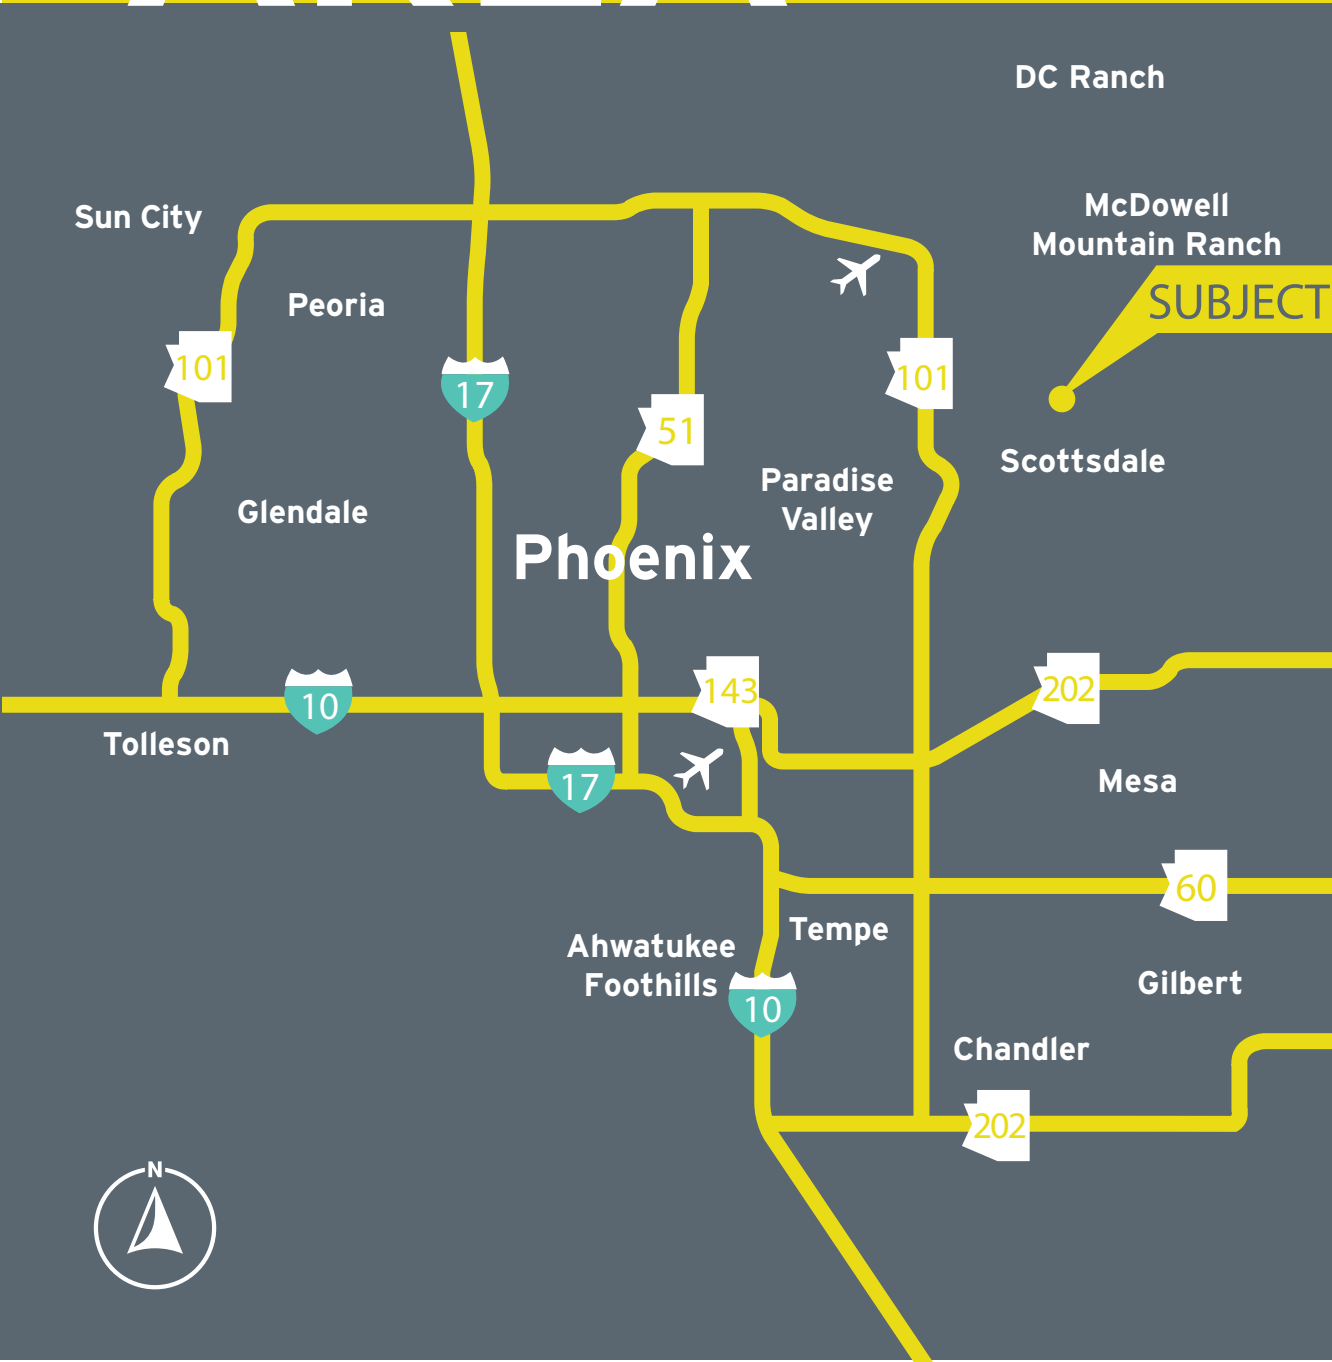 DC Ranch
McDowell
Mountain Ranch
Sun City
SUBJECT
Peoria
101
17
101
51
Scottsdale
Paradise
Valley
Glendale
Phoenix
143
202
10
Tolleson
17
Mesa
60
Tempe
Ahwatukee
Foothills
Gilbert
10
Chandler
202
N